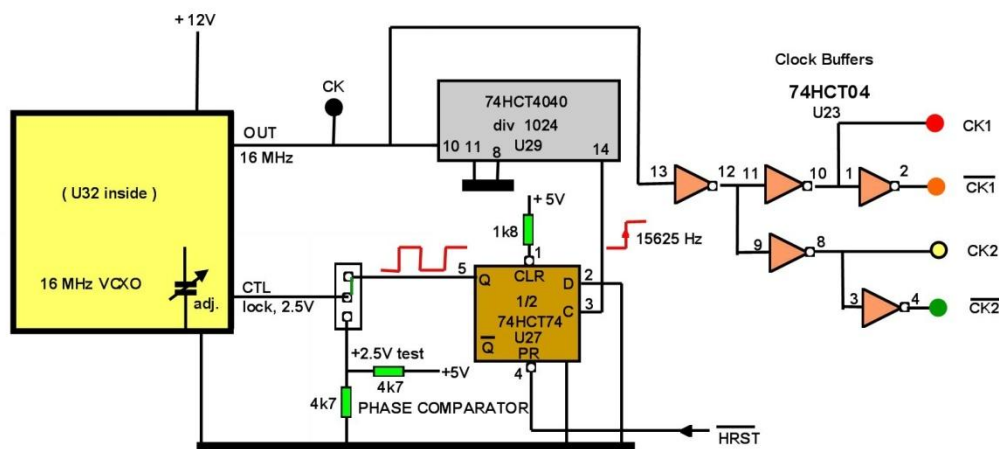 + 12V
CK
OUT
16 MHz
( U32 inside )
16 MHz VCXO
adj.
CTL
lock, 2.5V
74HCT4040
div 1024
U29
10
11
8
14
+ 5V
1k8
1
15625 Hz
5
Q
CLR
D
2
1/2
74HCT74
C
3
U27
Q
PR
4
+2.5V test
4k7
+5V
4k7
PHASE COMPARATOR
HRST
Clock Buffers
74HCT04
U23
13
12
11
10
1
2
9
8
3
4
CK1
CK1
CK2
CK2